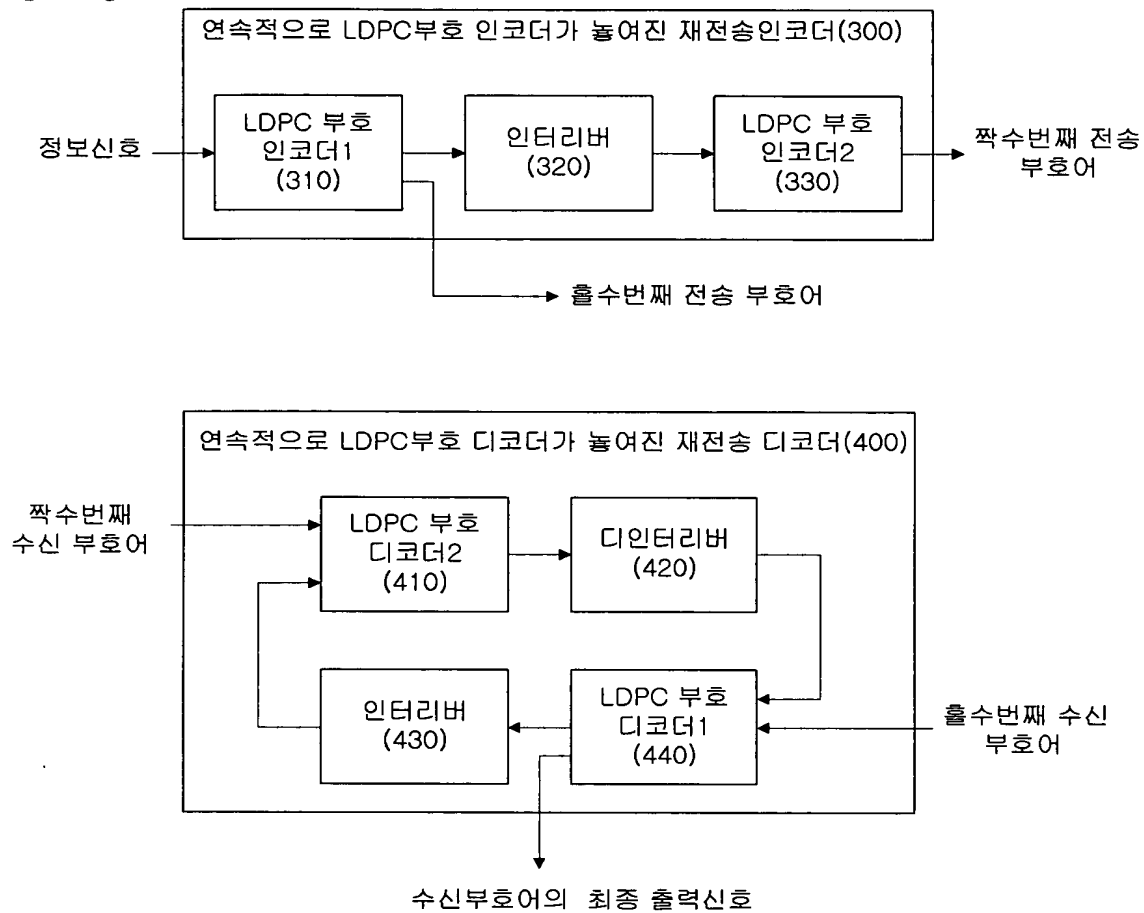 연속적으로 LDPC부호 인코더가 놓여진 재전송인코더(300)
정보신호
LDPC 부호
인코더1
(310)
인터리버
(320)
LDPC 부호
인코더2
(330)
짝수번째 전송
부호어
홀수번째 전송 부호어
연속적으로 LDPC부호 디코더가 놓여진 재전송 디코더(400)
짝수번째
수신 부호어
LDPC 부호
디코더2
(410)
디인터리버
(420)
인터리버
(430)
LDPC 부호
디코더1
(440)
홀수번째 수신
부호어
수신부호어의 최종 출력신호